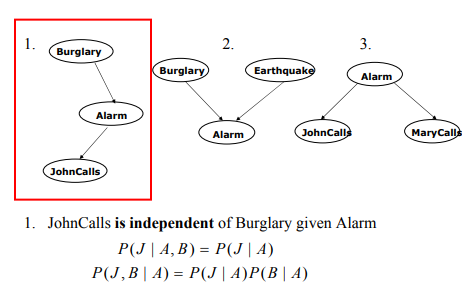 1. 2. 3.
Burglary Burglary Earthquake Alarm
Alarm Alarm JohnCalls MaryCalls
JohnCalls
1. JohnCalls is independent of Burglary given Alarm
P(J | A, B) = P(J | A)
P(J, B | A) = P(J | A)P(B | A)